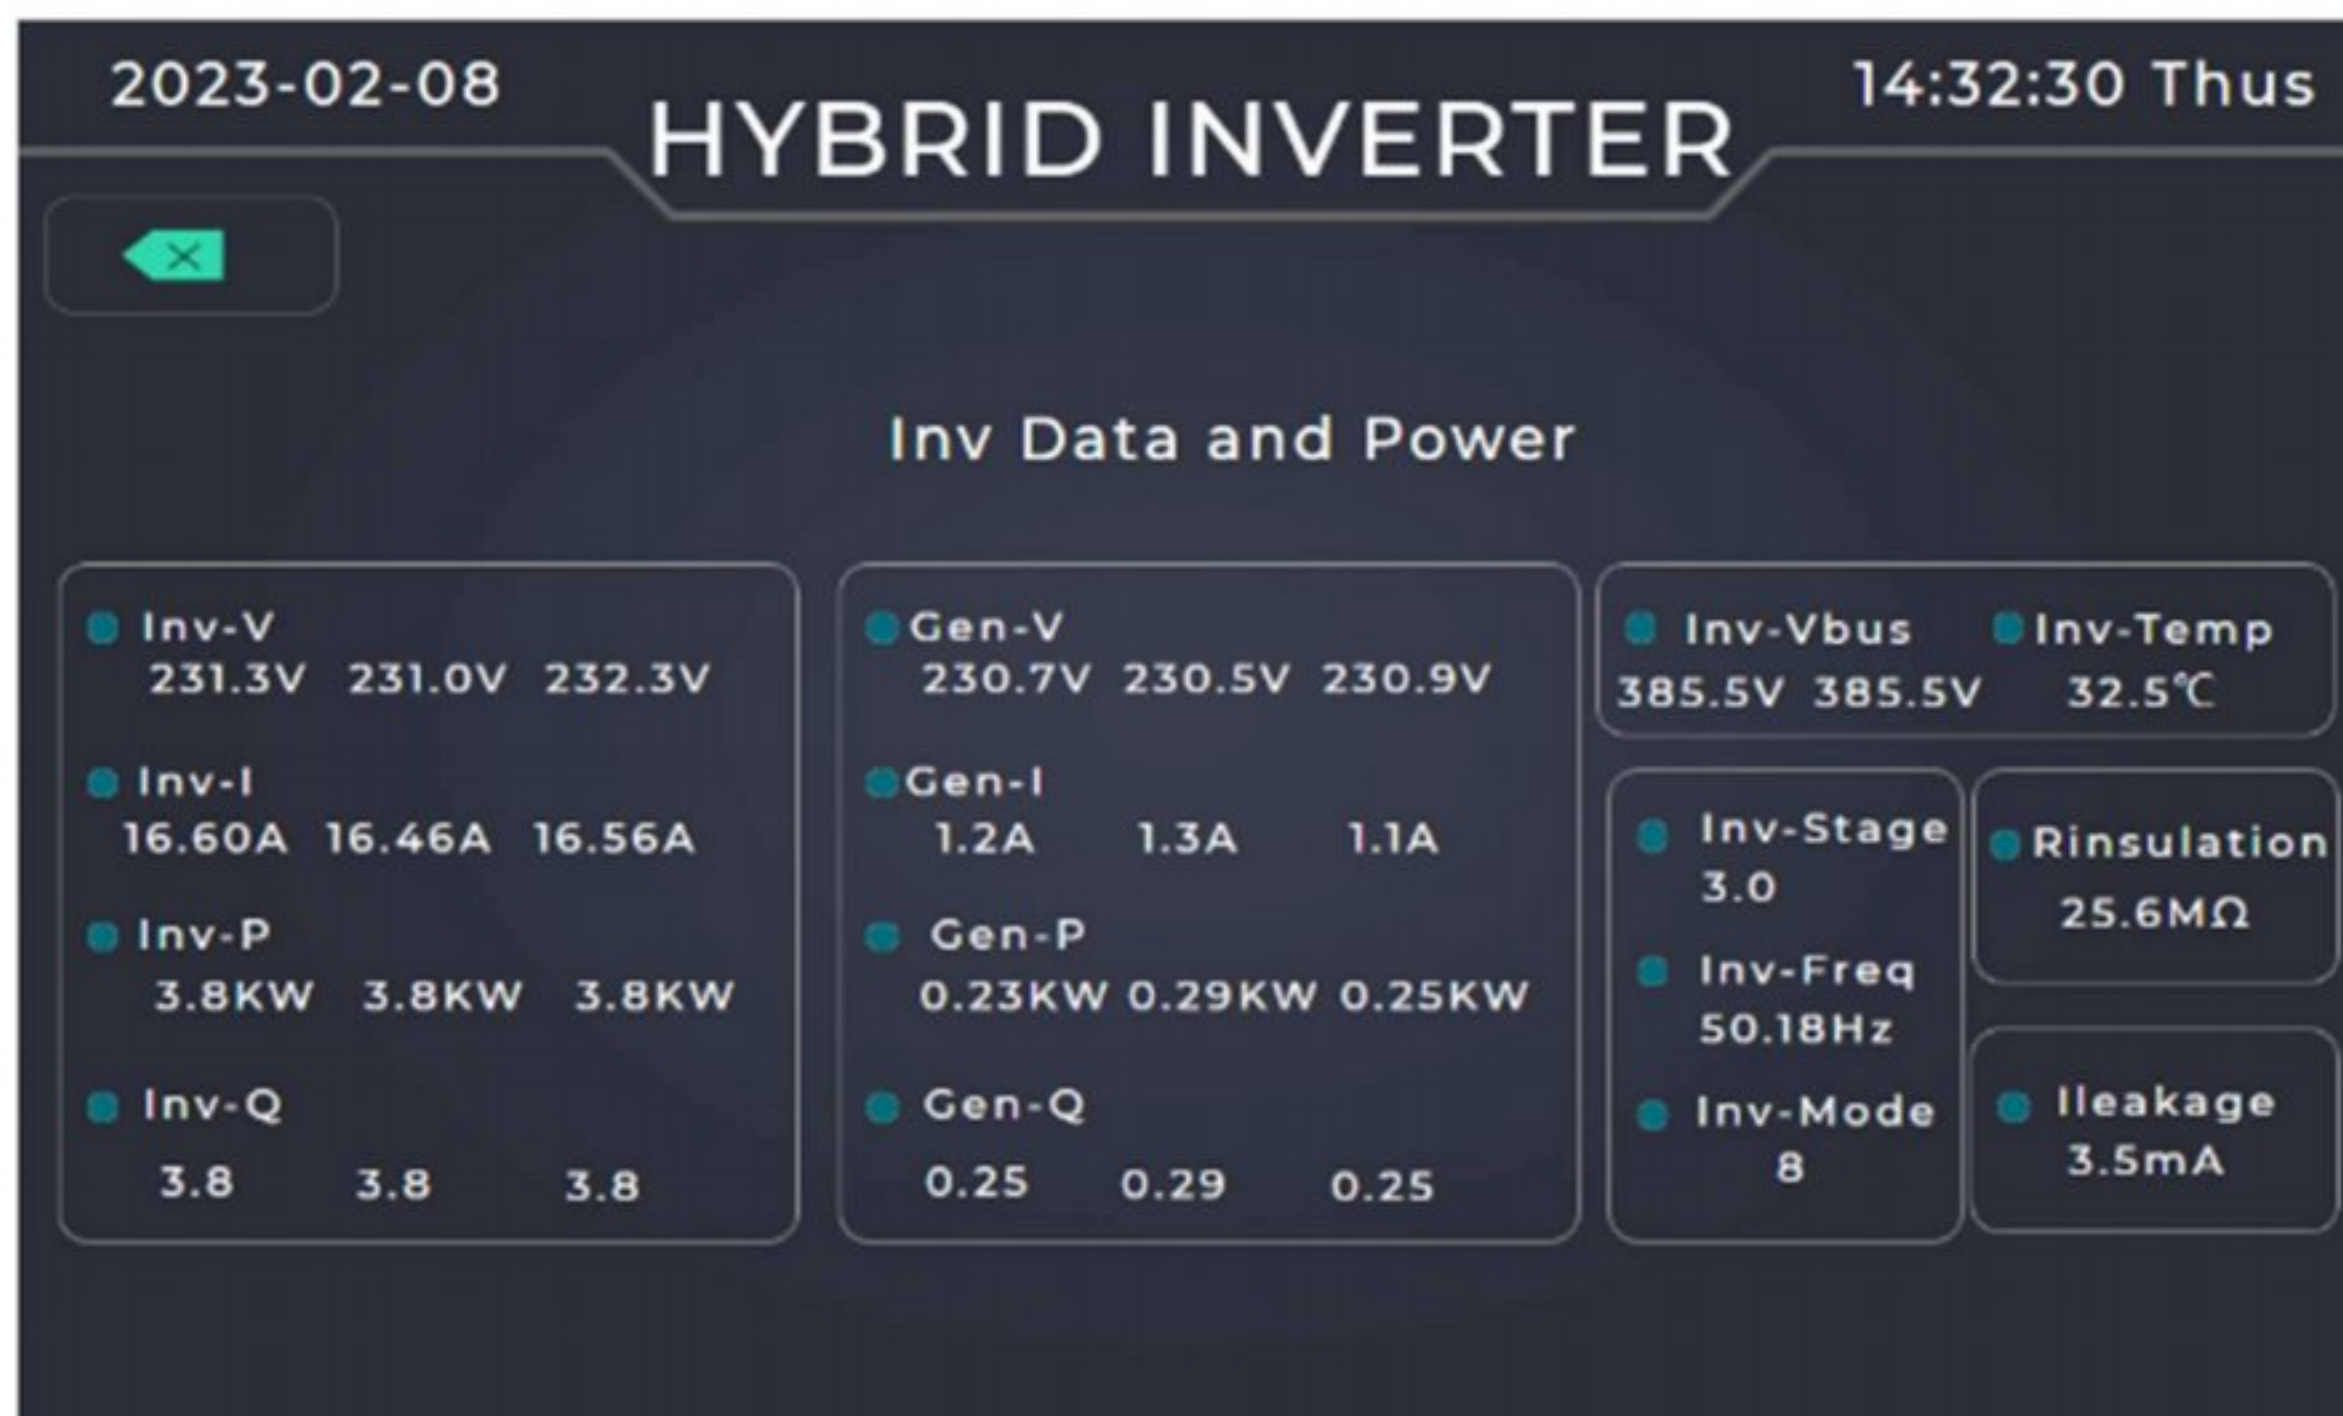 2023-02-08
HYBRID INVERTER
14:32:30 Thus
Inv Data and Power
Inv-V
231.3V 231.0V 232.3V
Inv-I
16.60A 16.46A 16.56A
Inv-P
3.8KW 3.8KW 3.8KW
Inv-Q
3.8 3.8 3.8
Gen-V
230.7V 230.5V 230.9V
Gen-I
1.2A 1.3A 1.1A
Gen-P
0.23KW 0.29KW 0.25KW
Gen-Q
0.25 0.29 0.25
Inv-Vbus
385.5V 385.5V
Inv-Temp
32.5℃
Inv-Stage
3.0
Inv-Freq
50.18Hz
Inv-Mode
8
Rinsulation
25.6MΩ
Ileakage
3.5mA